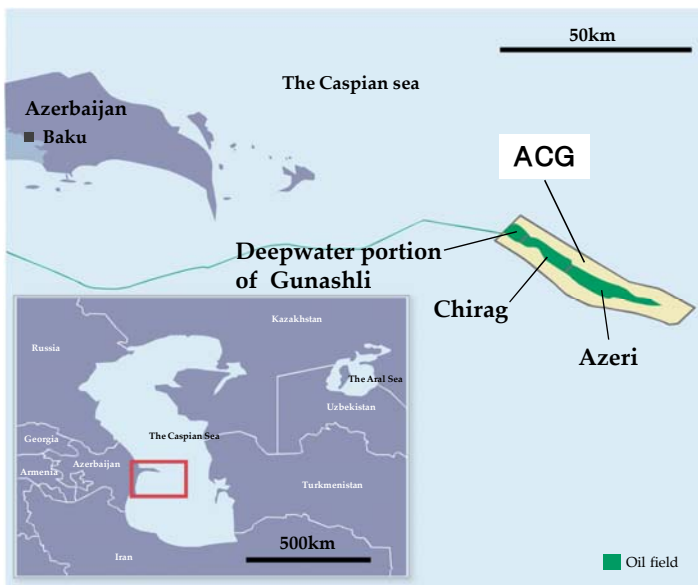 50km
The Caspian sea
Azerbaijan
Baku
ACG
Deepwater portion
of Gunashli
Chirag
Azeri
Kazakhstan
Russia
The Aral Sea
Uzbekistan
The Caspian Sea
Georgia
Azerbaijan
Armenia
Turkmenistan
Iran
500km
Oil field